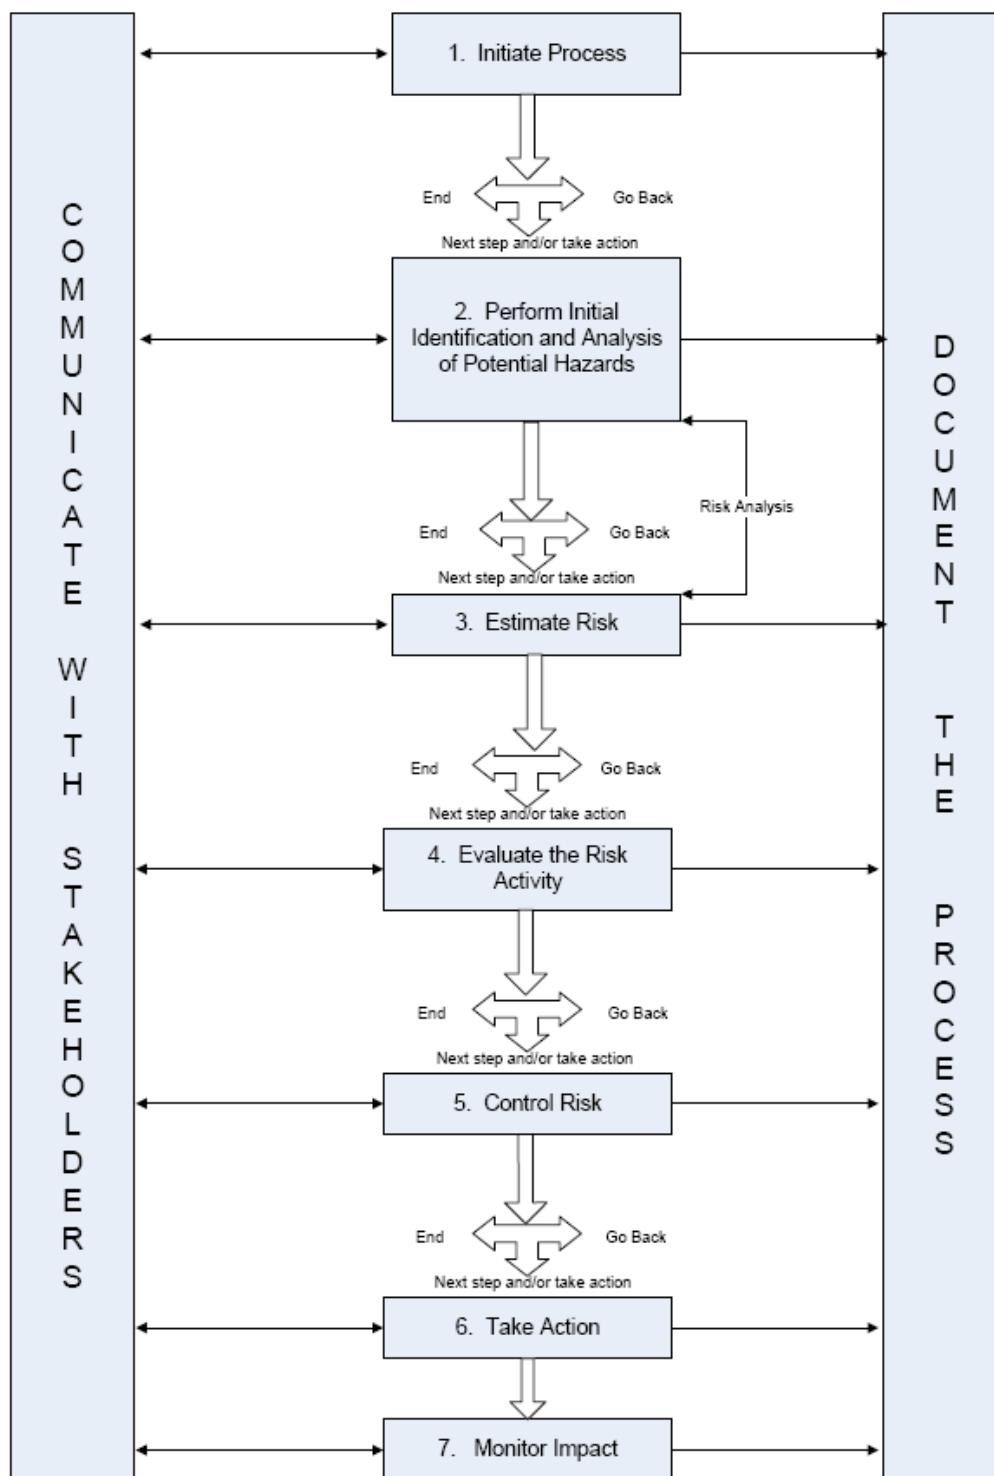 1. Initiate Process
End
Go Back
Next step and/or take action
2. Perform Initial
Identification and Analysis
of Potential Hazards
Risk Analysis
End
Go Back
Next step and/or take action
3. Estimate Risk
End
Go Back
Next step and/or take action
4. Evaluate the Risk
Activity
End
Go Back
Next step and/or take action
5. Control Risk
End
Go Back
Next step and/or take action
6. Take Action
7. Monitor Impact
COMMUNICATE WITH STAKEHOLDERS
DOCUMENT THE PROCESS